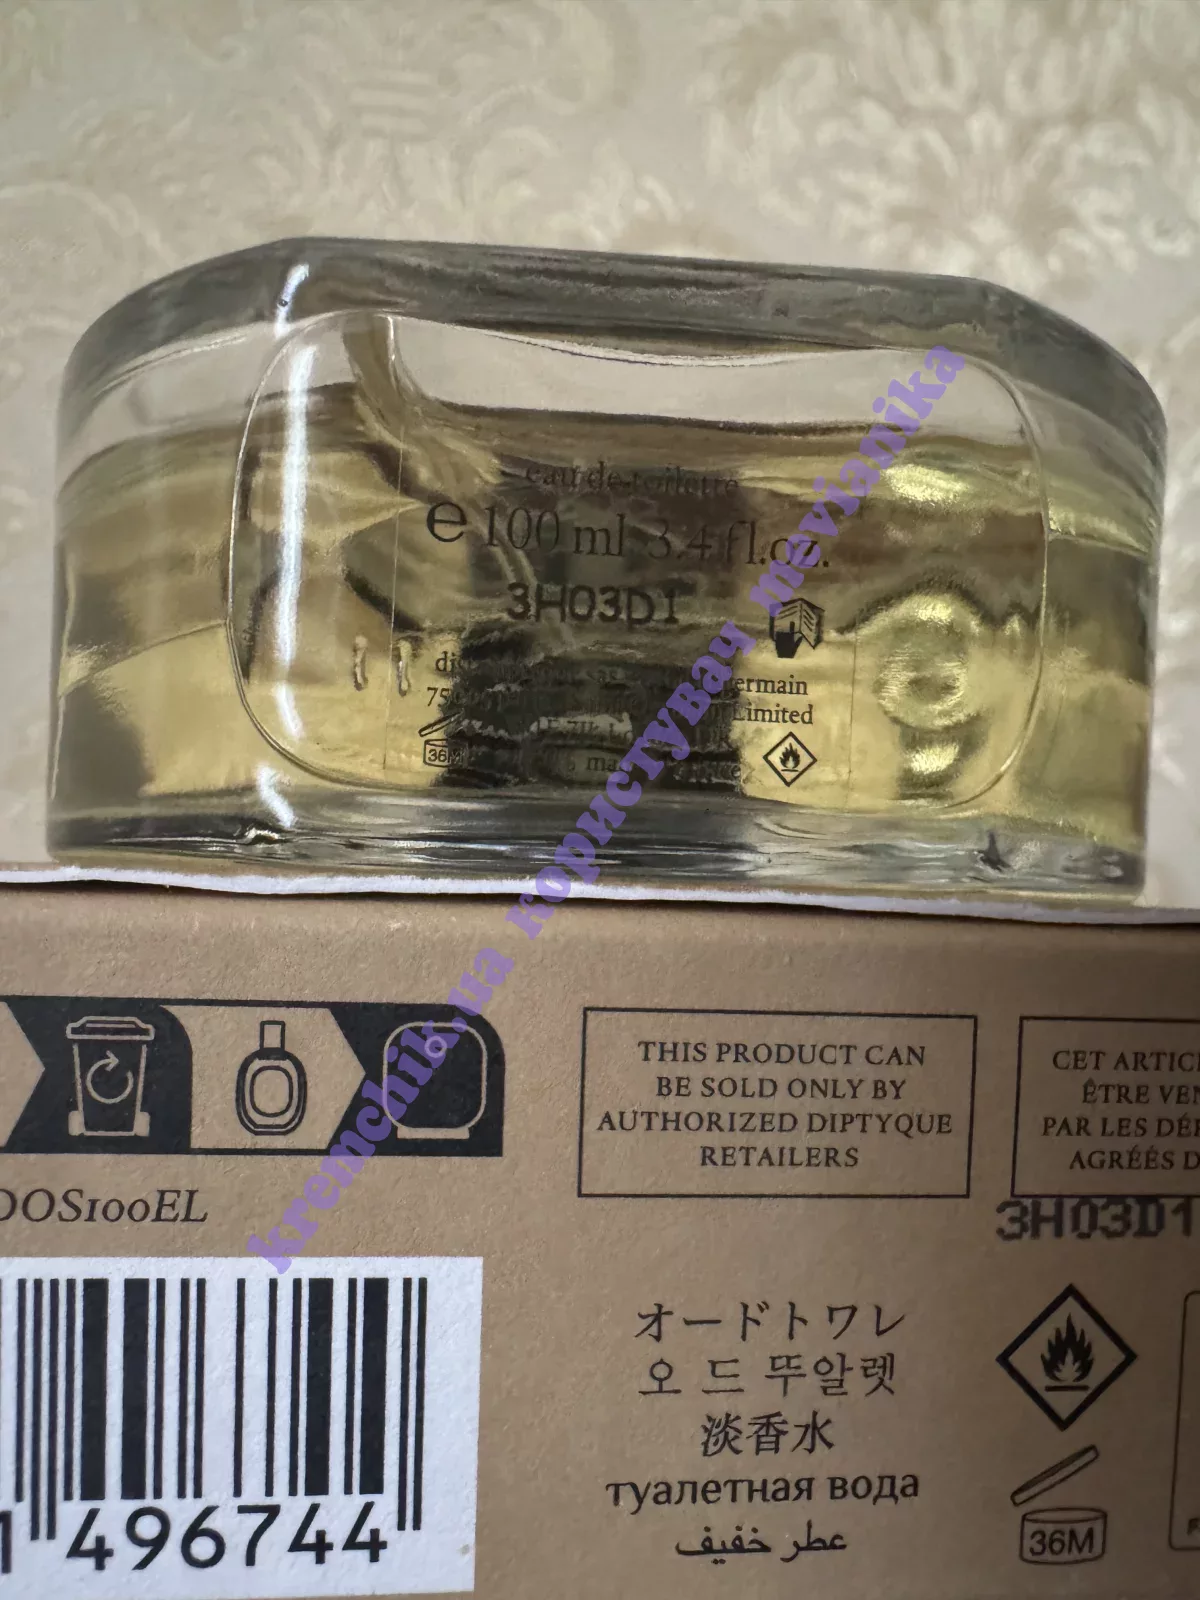 eau de toilette
e 100 ml 3.4 fl.oz.
3H03D1
ermain
75
Limited
36M
kremchik.ua користувач mevianika
THIS PRODUCT CAN
BE SOLD ONLY BY
AUTHORIZED DIPTYQUE
RETAILERS
CET ARTIC
ÊTRE VEN
PAR LES DÉ
AGRÉÉS D
DOS100EL
3H03D1
1 496744
オードトワレ
오 드 뚜알렛
淡香水
туалетная вода
عطر خفيف
36M